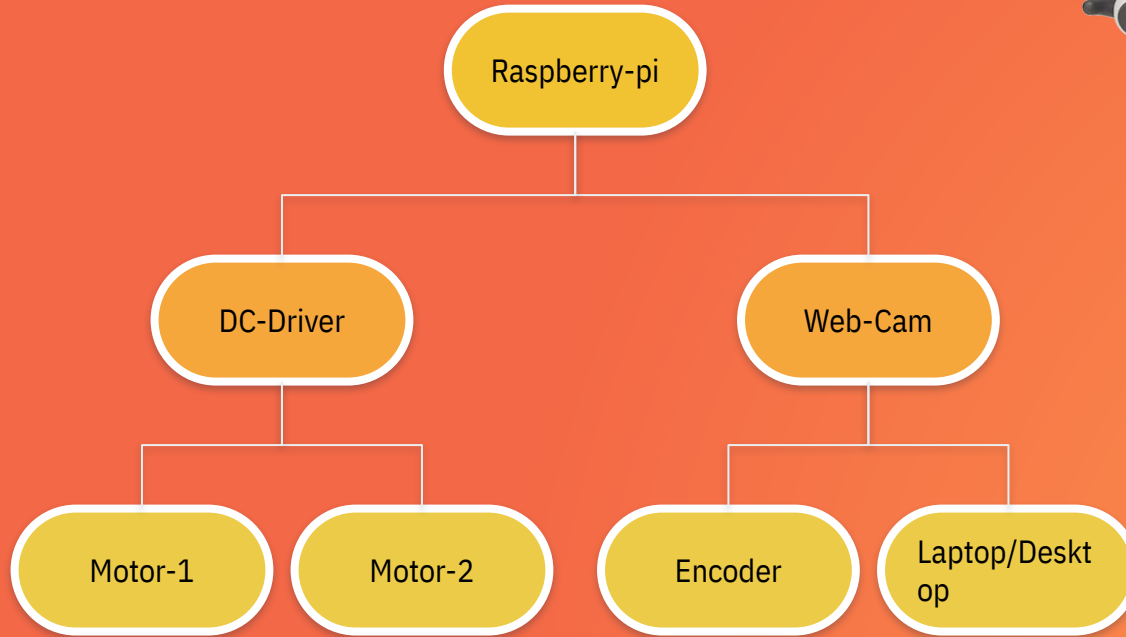 Raspberry-pi
DC-Driver
Web-Cam
Motor-1
Motor-2
Encoder
Laptop/Deskt
op